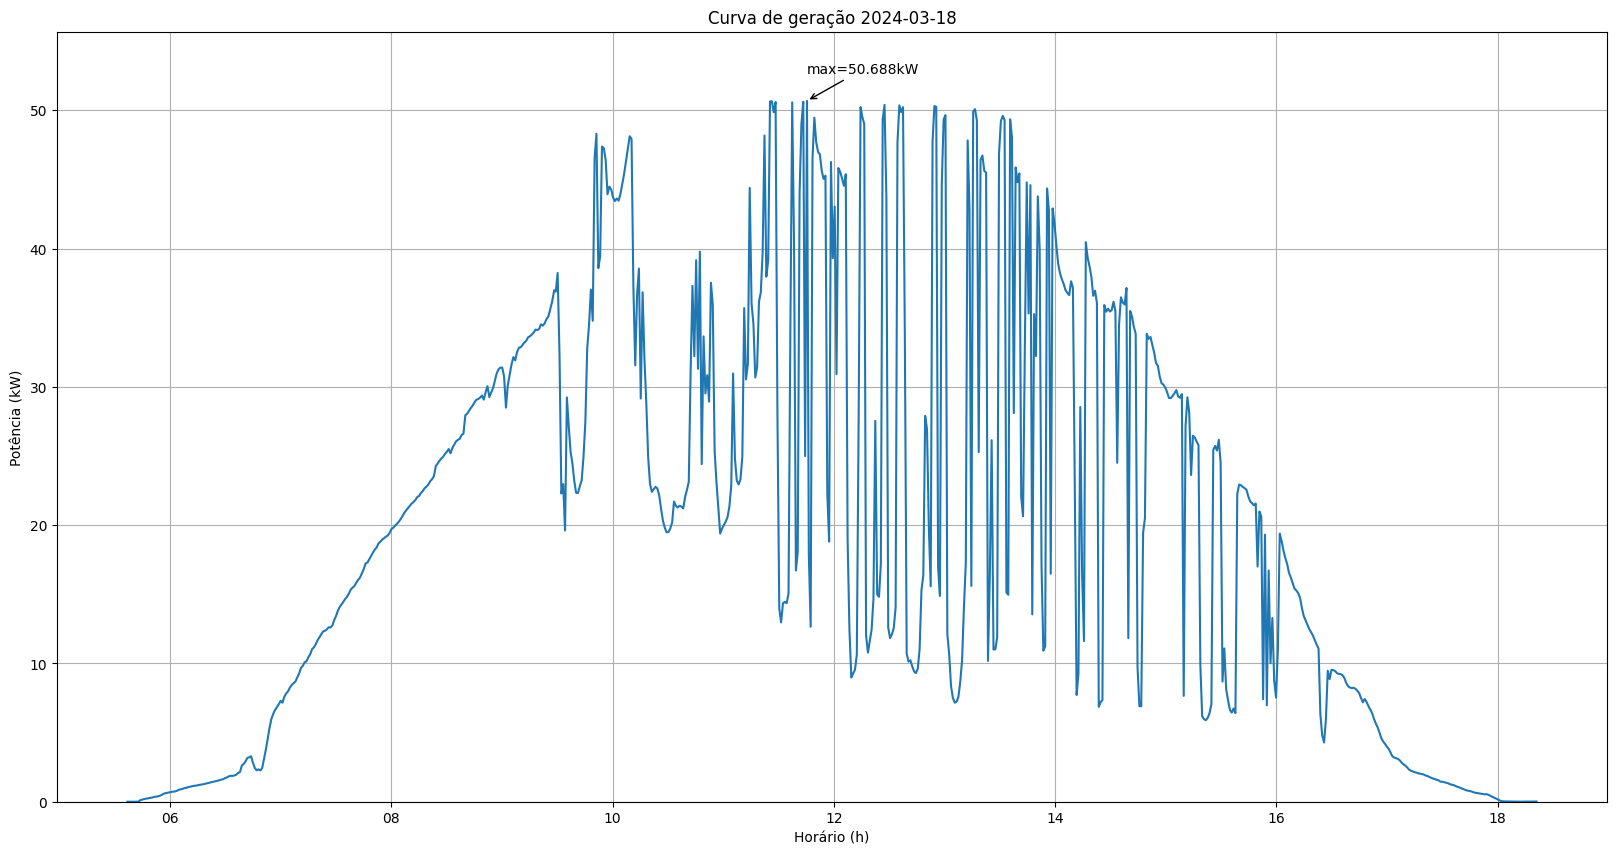 Curva de geração 2024-03-18
max=50.688kW
Potência (kW)
50
40
30
20
10
0
06 08 10 12 14 16 18
Horário (h)